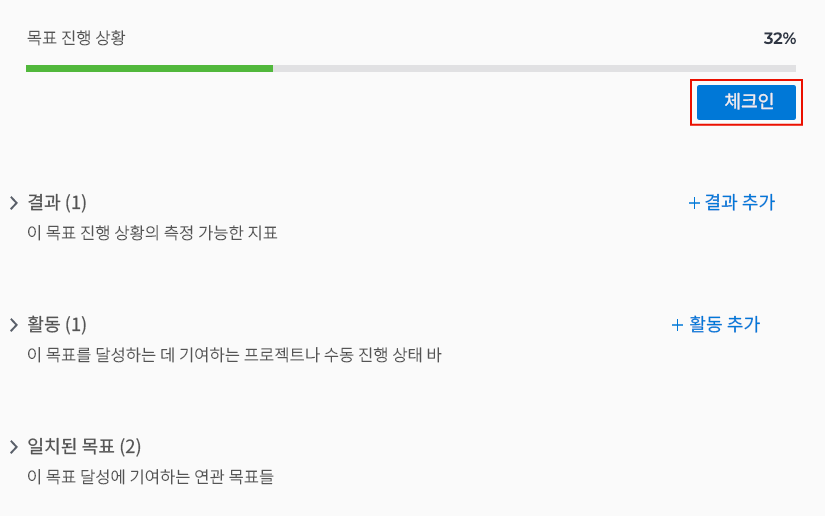 목표 진행 상황 32%
체크인
결과 (1) + 결과 추가
이 목표 진행 상황의 측정 가능한 지표
활동 (1) + 활동 추가
이 목표를 달성하는 데 기여하는 프로젝트나 수동 진행 상태 바
일치된 목표 (2)
이 목표 달성에 기여하는 연관 목표들